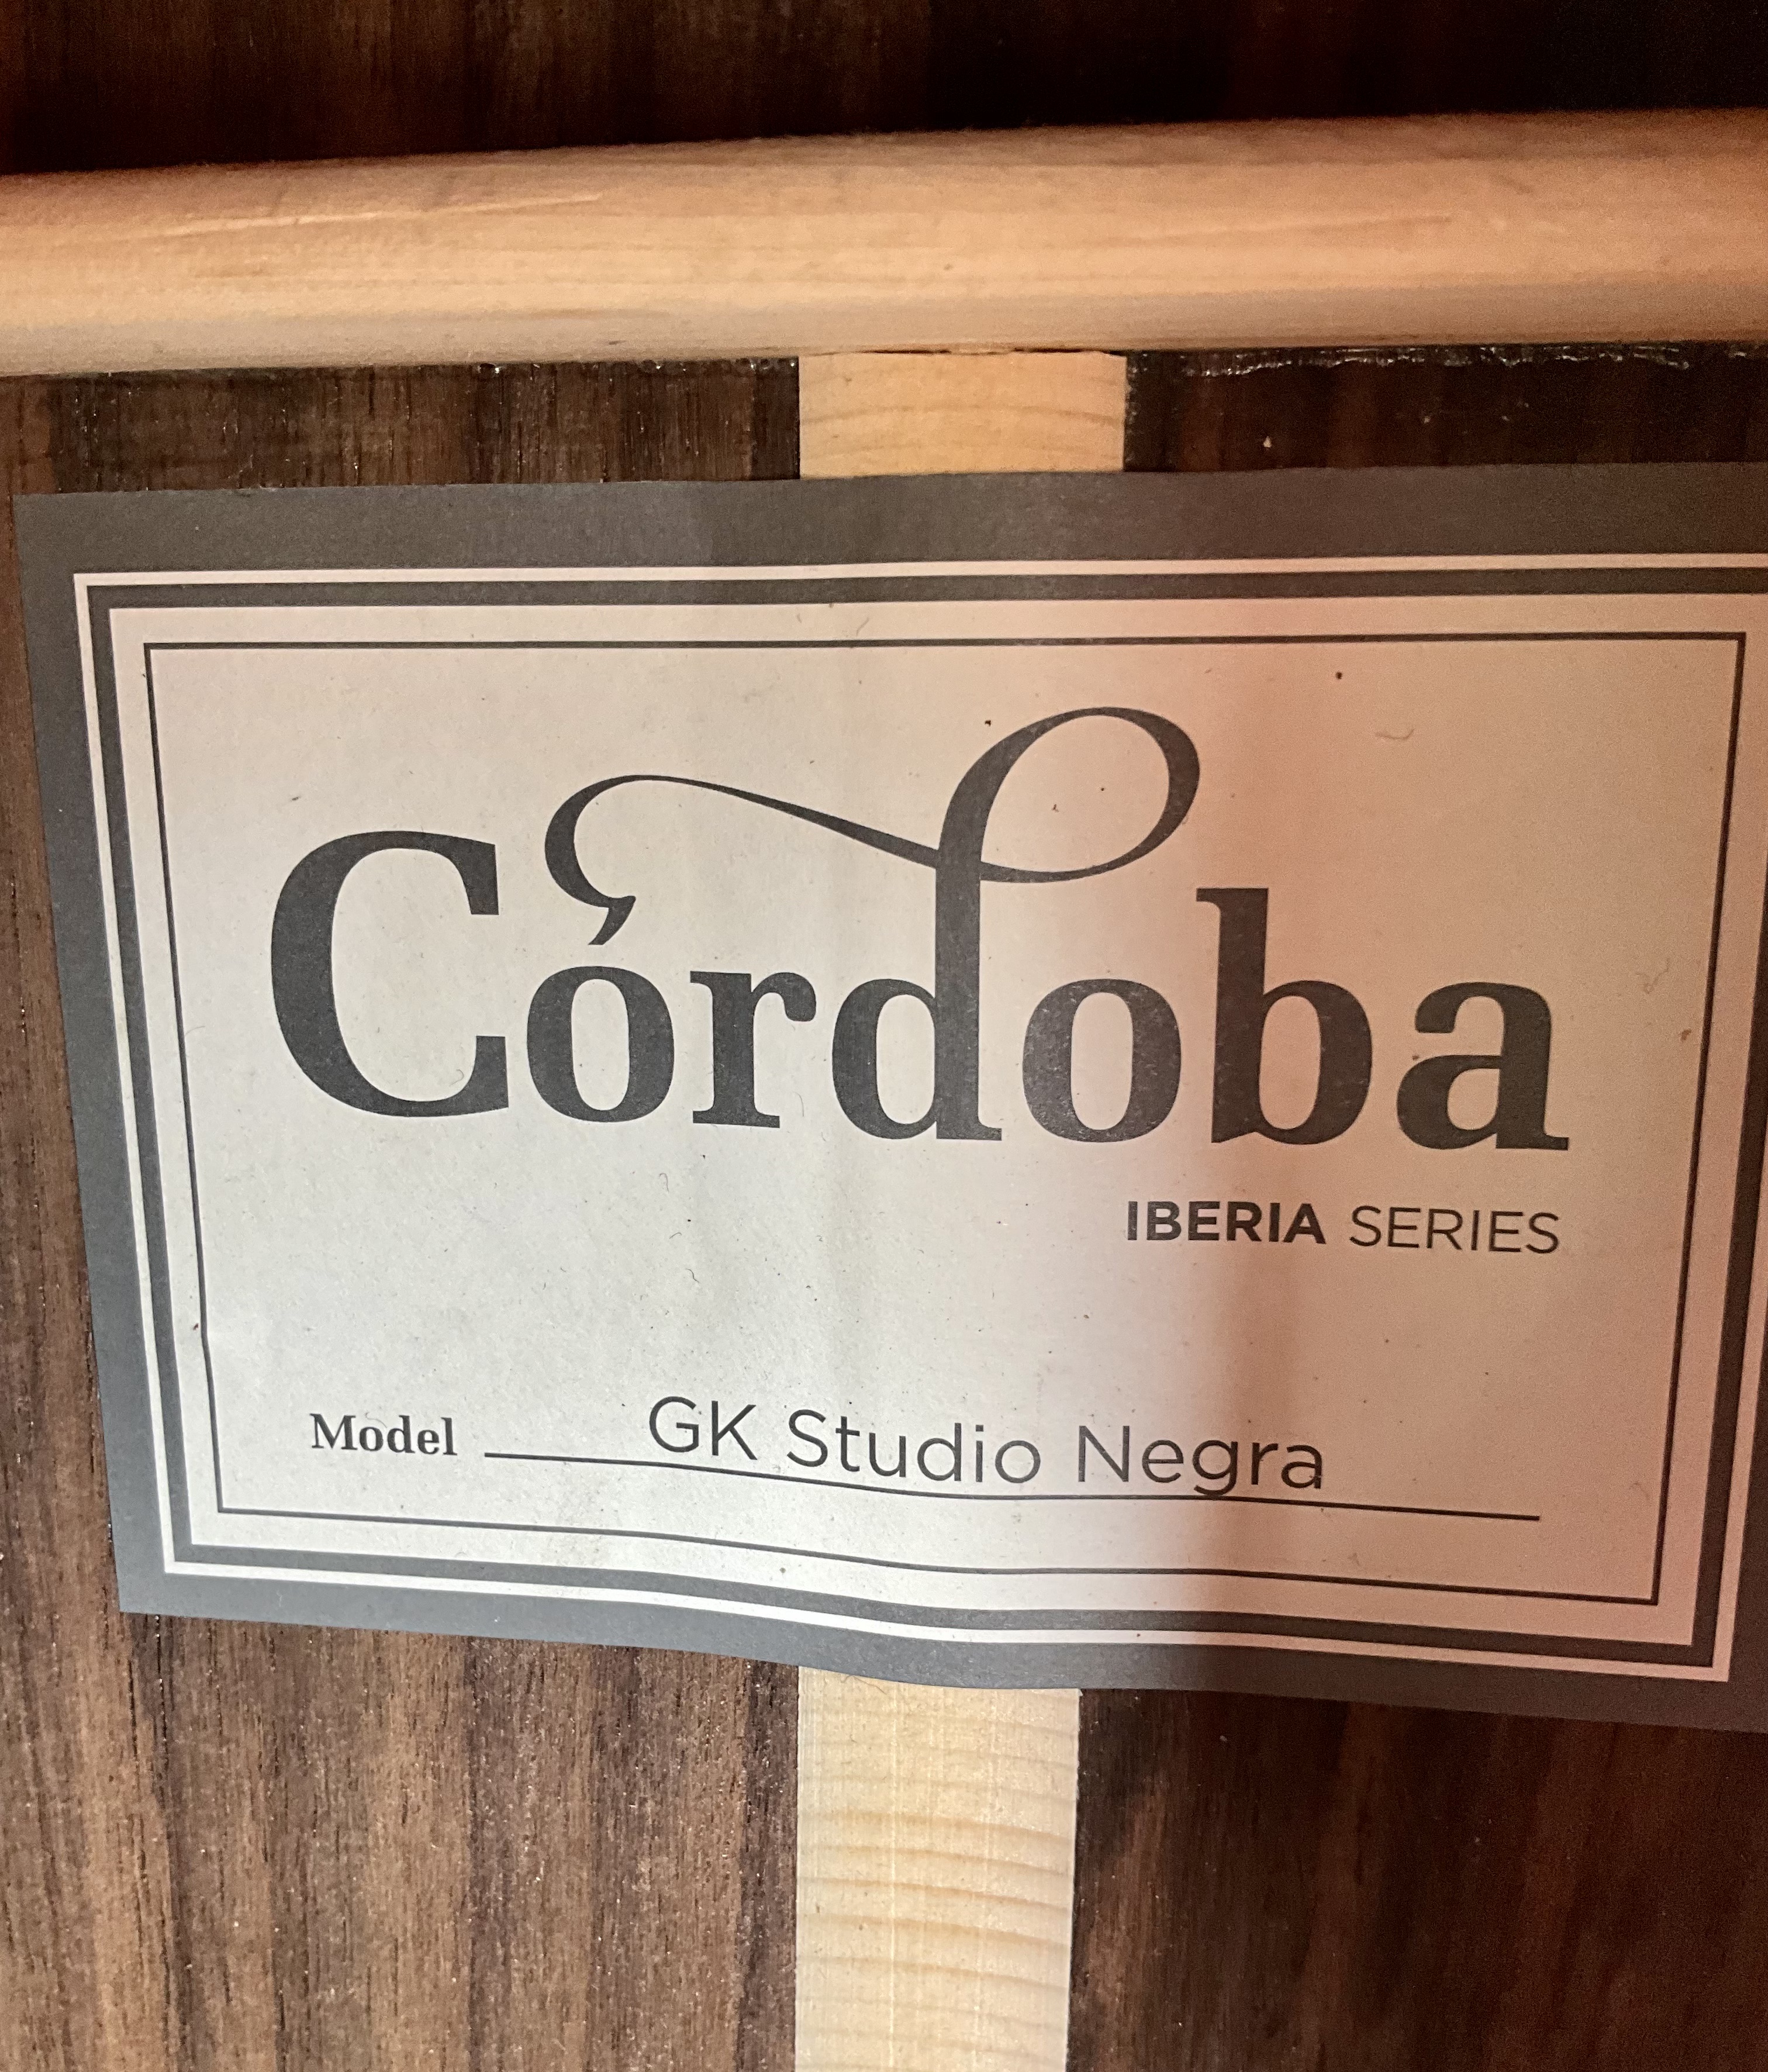 Córdoba
IBERIA SERIES
Model GK Studio Negra